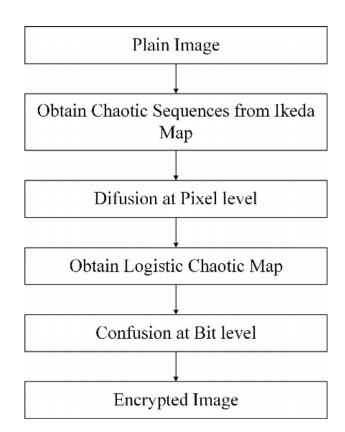 Plain Image
Obtain Chaotic Sequences from Ikeda
Map
Difusion at Pixel level
Obtain Logistic Chaotic Map
Confusion at Bit level
Encrypted Image